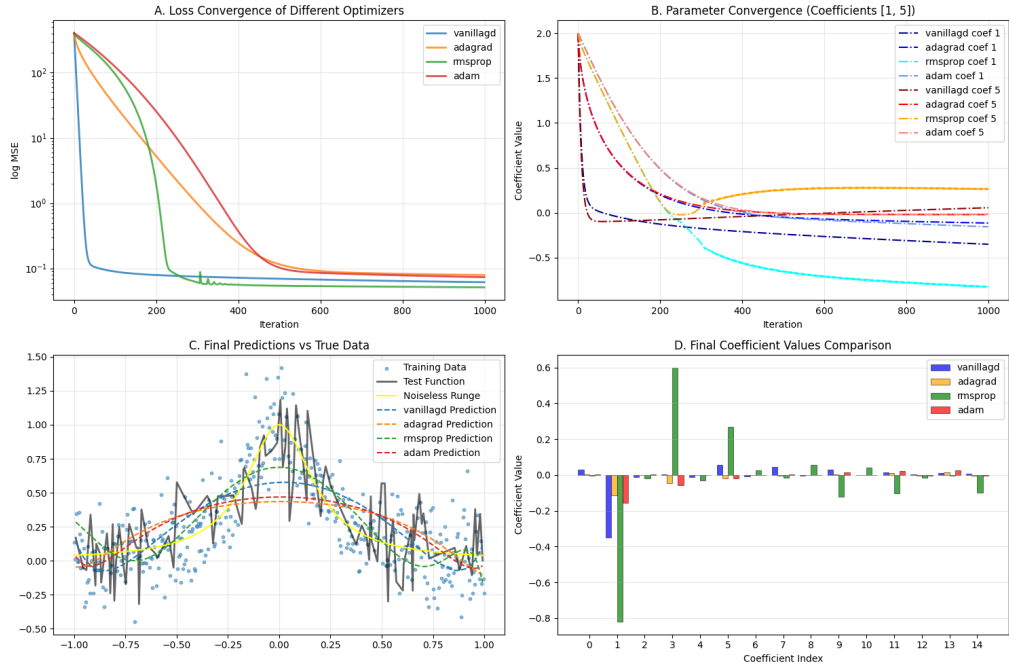 A. Loss Convergence of Different Optimizers
log MSE
10²
10¹
10⁰
10⁻¹
0
200
400
600
800
1000
Iteration
vanillagd
adagrad
rmsprop
adam
B. Parameter Convergence (Coefficients [1, 5])
Coefficient Value
2.0
1.5
1.0
0.5
0.0
−0.5
0
200
400
600
800
1000
Iteration
vanillagd coef 1
adagrad coef 1
rmsprop coef 1
adam coef 1
vanillagd coef 5
adagrad coef 5
rmsprop coef 5
adam coef 5
C. Final Predictions vs True Data
1.50
1.25
1.00
0.75
0.50
0.25
0.00
−0.25
−0.50
−1.00
−0.75
−0.50
−0.25
0.00
0.25
0.50
0.75
1.00
Training Data
Test Function
Noiseless Runge
vanillagd Prediction
adagrad Prediction
rmsprop Prediction
adam Prediction
D. Final Coefficient Values Comparison
Coefficient Value
0.6
0.4
0.2
0.0
−0.2
−0.4
−0.6
−0.8
0
1
2
3
4
5
6
7
8
9
10
11
12
13
14
Coefficient Index
vanillagd
adagrad
rmsprop
adam